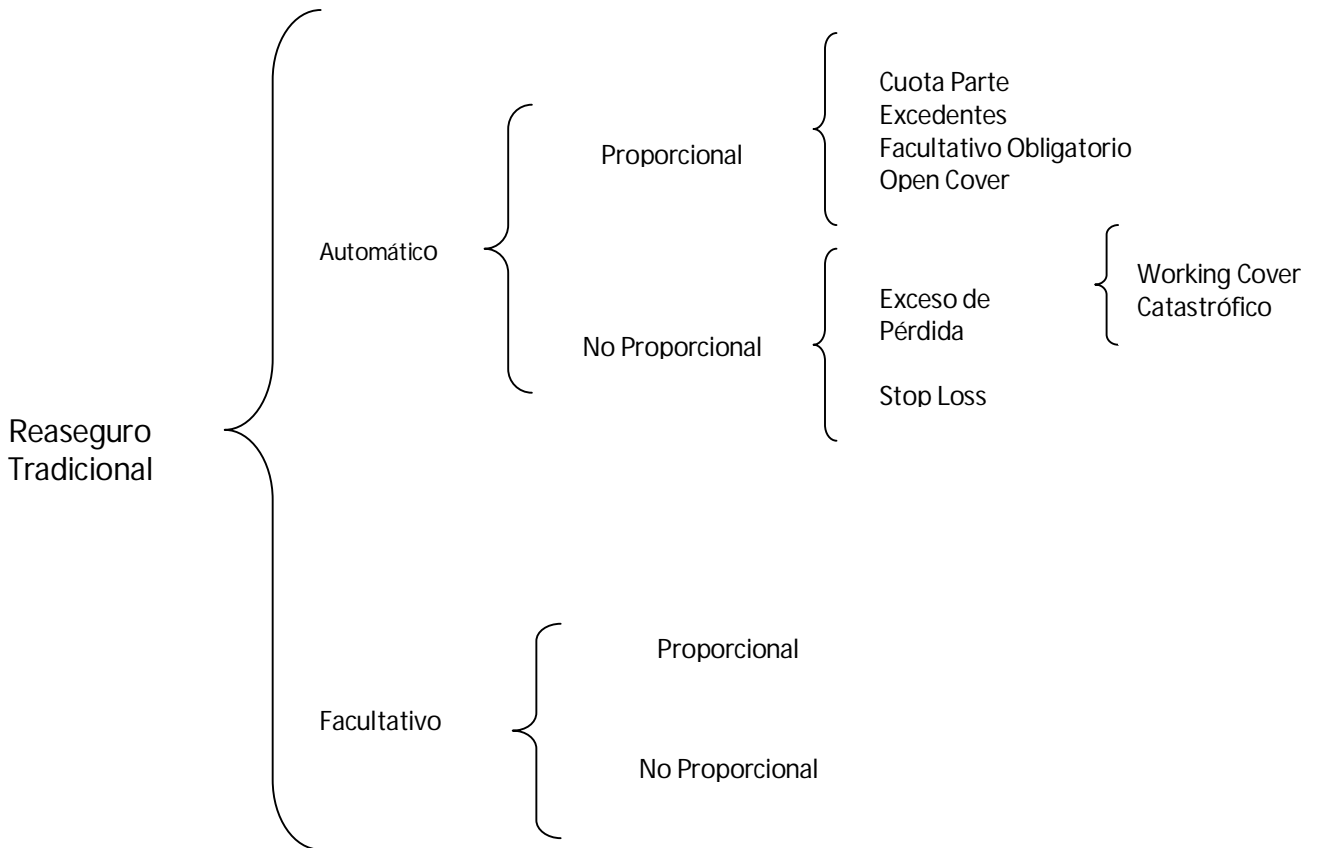 Reaseguro
Tradicional
Automático
Proporcional
Cuota Parte
Excedentes
Facultativo Obligatorio
Open Cover
No Proporcional
Exceso de
Pérdida
Working Cover
Catastrófico
Stop Loss
Facultativo
Proporcional
No Proporcional